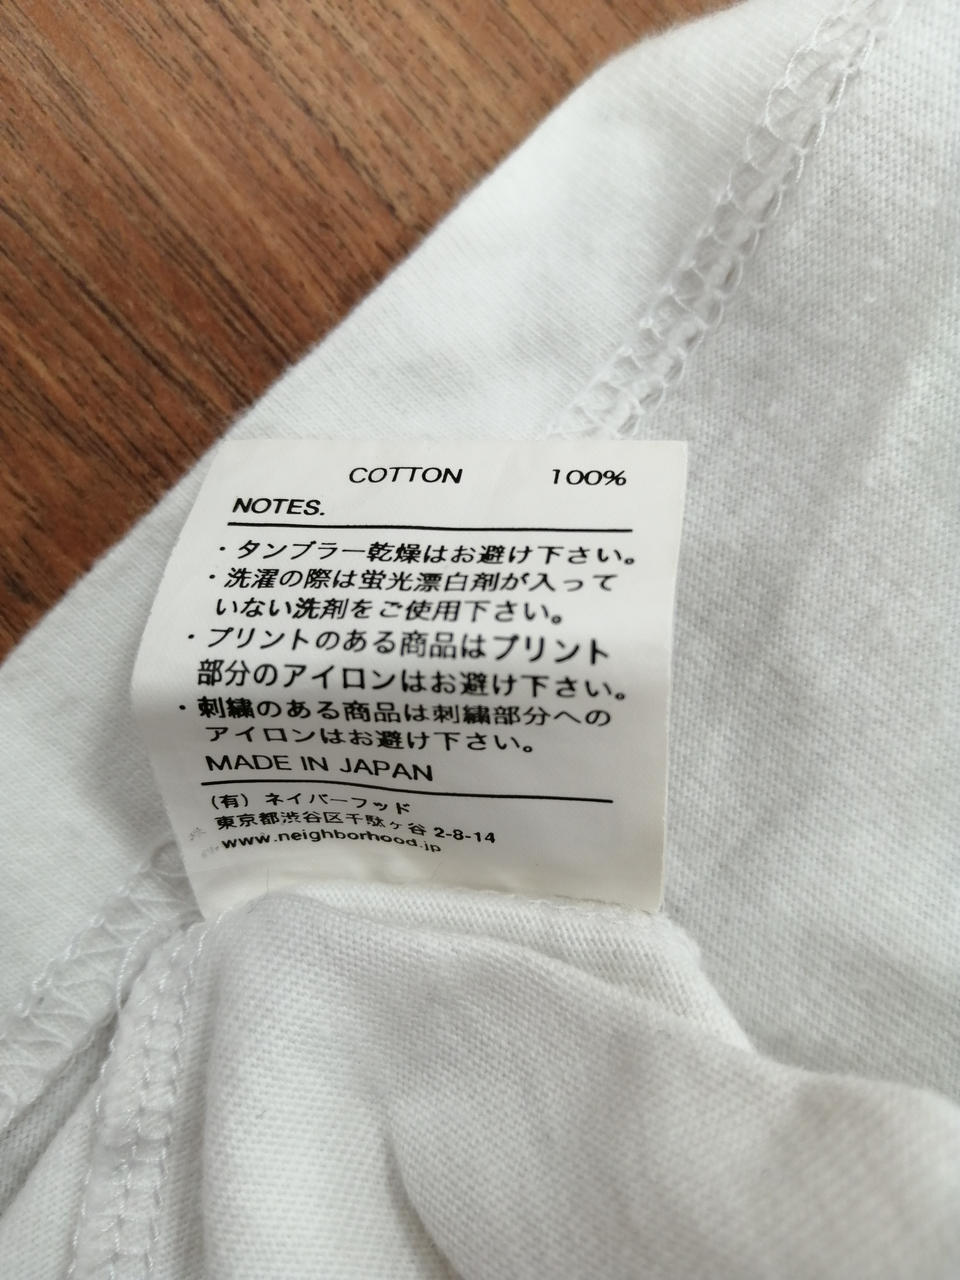 COTTON 100%
NOTES.
・タンブラー乾燥はお避け下さい。
・洗濯の際は蛍光漂白剤が入って
いない洗剤をご使用下さい。
・プリントのある商品はプリント
部分のアイロンはお避け下さい。
・刺繍のある商品は刺繍部分への
アイロンはお避け下さい。
MADE IN JAPAN
(有) ネイバーフッド
東京都渋谷区千駄ヶ谷 2-8-14
www.neighborhood.jp